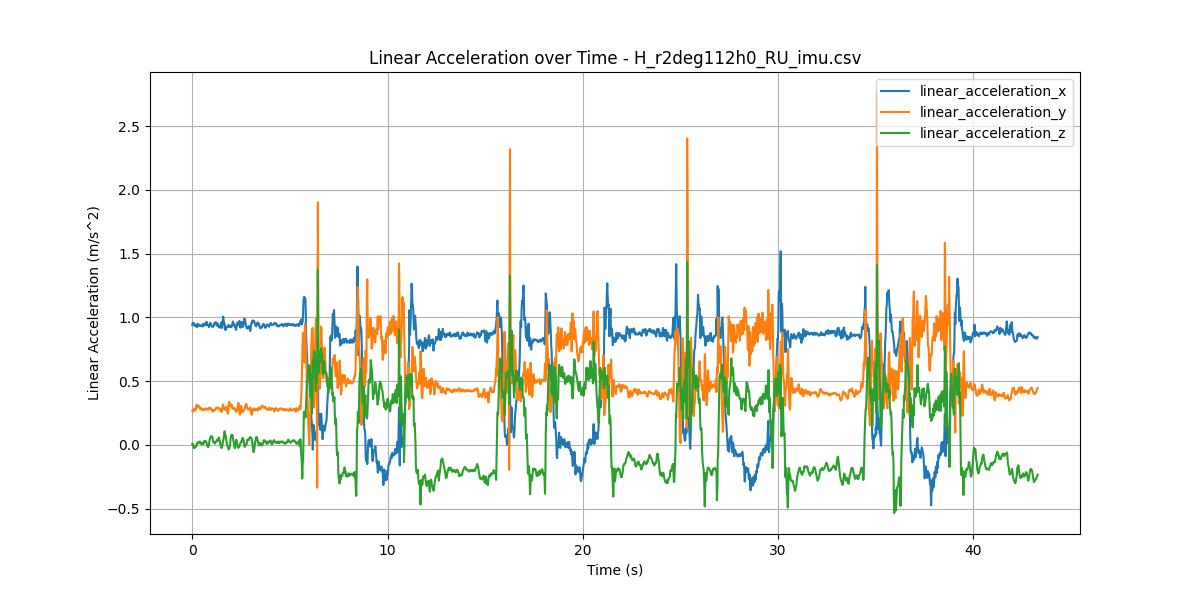 Linear Acceleration over Time - H_r2deg112h0_RU_imu.csv
linear_acceleration_x
linear_acceleration_y
linear_acceleration_z
Linear Acceleration (m/s^2)
2.5
2.0
1.5
1.0
0.5
0.0
−0.5
0 10 20 30 40
Time (s)